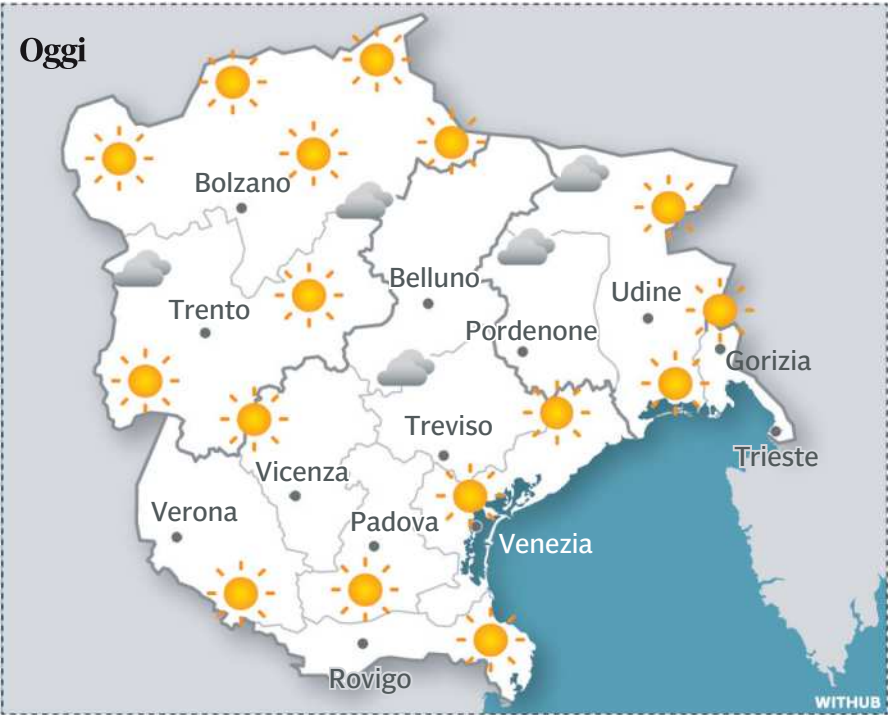 Oggi
Bolzano
Belluno
Udine
Trento
Pordenone
Gorizia
Treviso
Trieste
Vicenza
Verona
Padova
Venezia
Rovigo
WITHUB